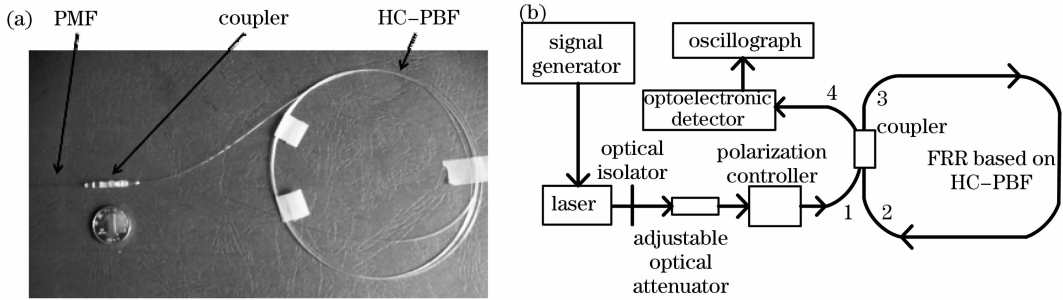 (a)
PMF
coupler
HC-PBF
(b)
signal
generator
oscillograph
optoelectronic
detector
4
3
coupler
FRR based on
HC-PBF
optical
isolator
polarization
controller
laser
1
2
adjustable
optical
attenuator